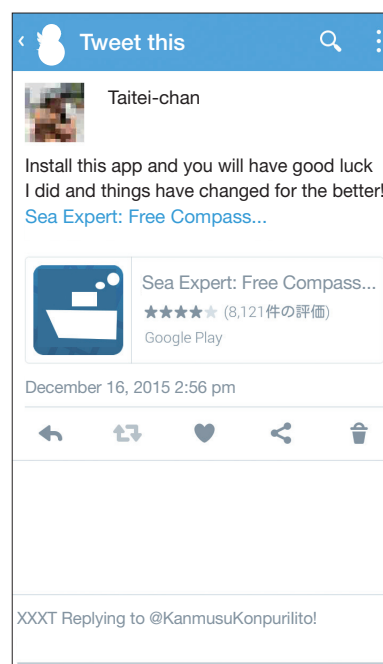 Tweet this
Taitei-chan
Install this app and you will have good luck
I did and things have changed for the better!
Sea Expert: Free Compass...
Sea Expert: Free Compass...
★★★★★ (8,121件の評価)
Google Play
December 16, 2015 2:56 pm
XXXT Replying to @KanmusuKonpurilito!